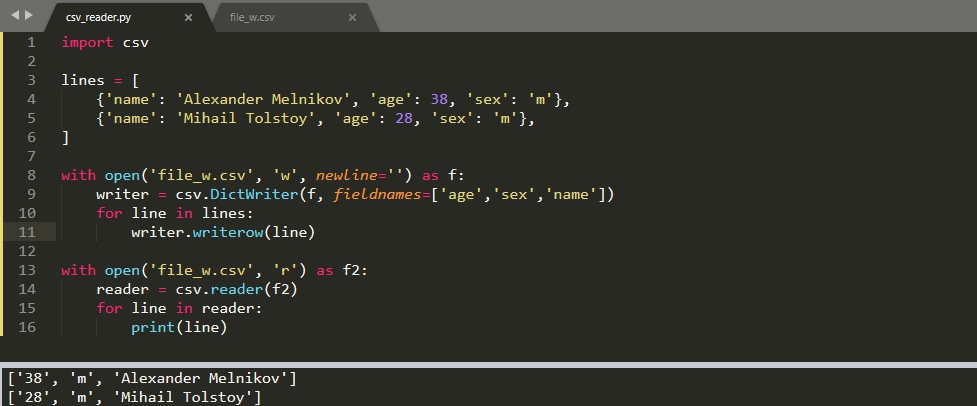 csv_reader.py × file_w.csv ×
1 import csv
2
3 lines = [
4 {'name': 'Alexander Melnikov', 'age': 38, 'sex': 'm'},
5 {'name': 'Mihail Tolstoy', 'age': 28, 'sex': 'm'},
6 ]
7
8 with open('file_w.csv', 'w', newline='') as f:
9 writer = csv.DictWriter(f, fieldnames=['age','sex','name'])
10 for line in lines:
11 writer.writerow(line)
12
13 with open('file_w.csv', 'r') as f2:
14 reader = csv.reader(f2)
15 for line in reader:
16 print(line)
['38', 'm', 'Alexander Melnikov']
['28', 'm', 'Mihail Tolstoy']